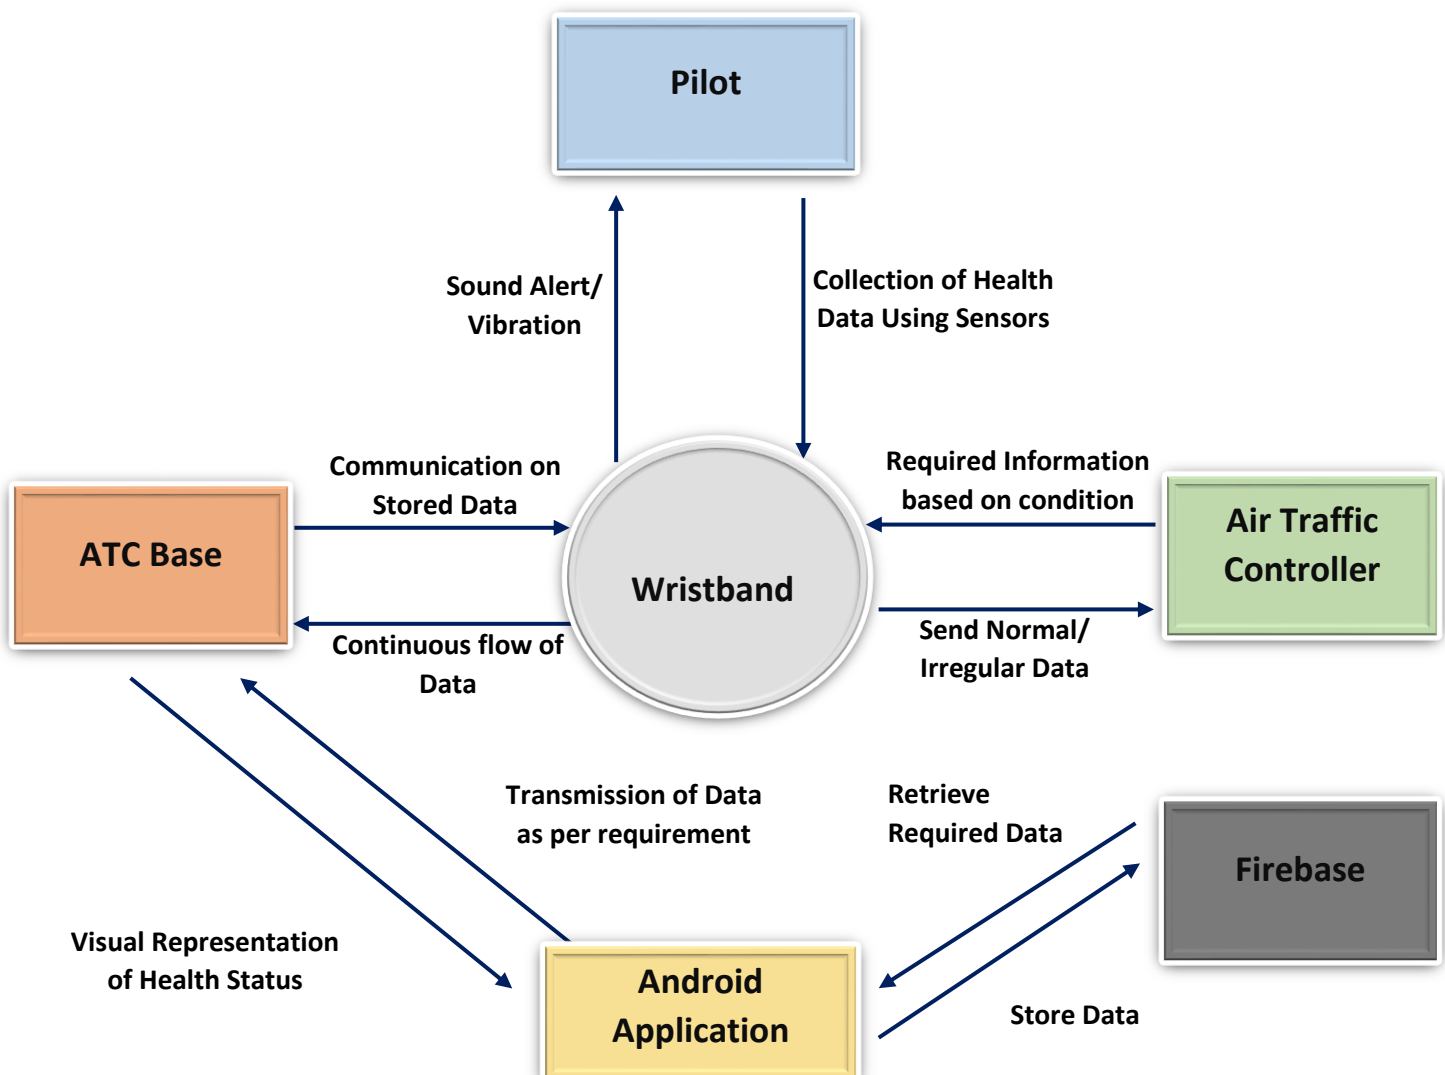 Pilot
Sound Alert/
Vibration
Collection of Health
Data Using Sensors
Communication on
Stored Data
Required Information
based on condition
ATC Base
Wristband
Air Traffic
Controller
Continuous flow of
Data
Send Normal/
Irregular Data
Transmission of Data
as per requirement
Retrieve
Required Data
Firebase
Visual Representation
of Health Status
Android
Application
Store Data